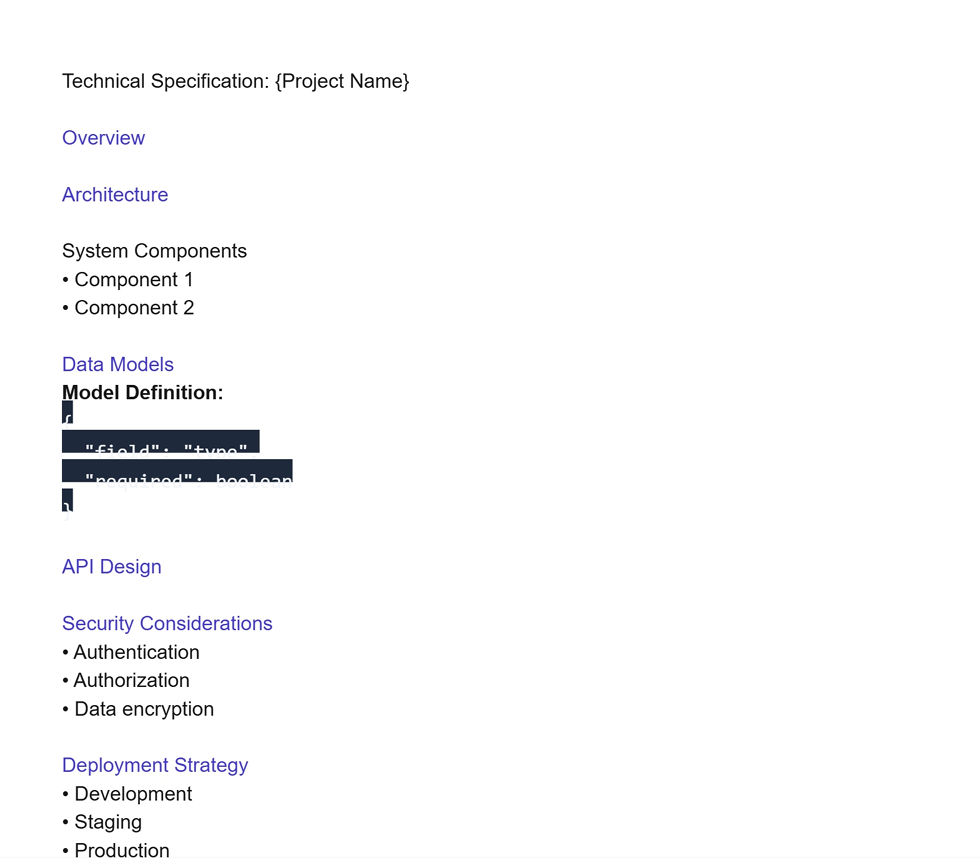 Technical Specification: {Project Name}
Overview
Architecture
System Components
• Component 1
• Component 2
Data Models
Model Definition:
{
"field": "type"
"required": boolean
}
API Design
Security Considerations
• Authentication
• Authorization
• Data encryption
Deployment Strategy
• Development
• Staging
• Production